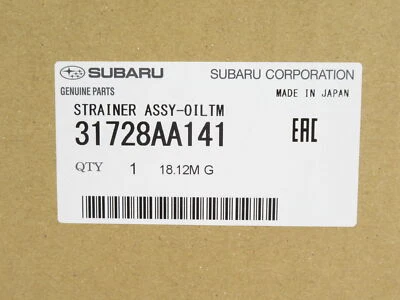 SUBARU SUBARU CORPORATION
GENUINE PARTS MADE IN JAPAN
STRAINER ASSY-OILTM
31728AA141 EAC
QTY 1 18.12M G